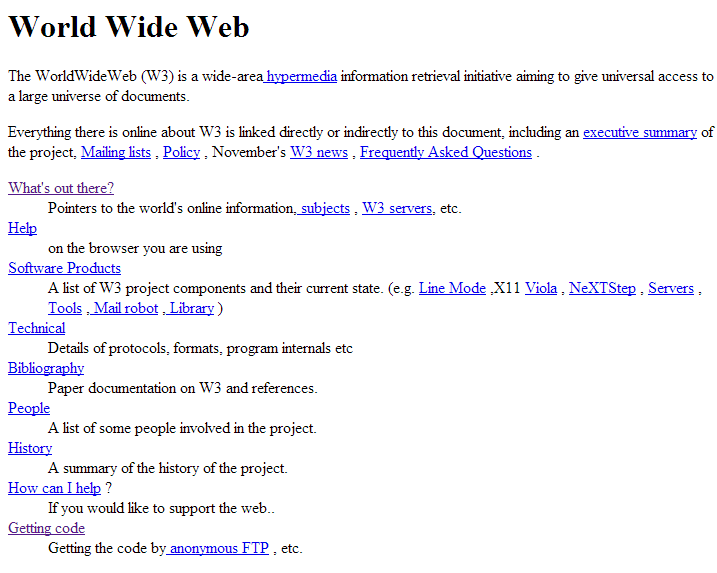 World Wide Web
The WorldWideWeb (W3) is a wide-area hypermedia information retrieval initiative aiming to give universal access to
a large universe of documents.
Everything there is online about W3 is linked directly or indirectly to this document, including an executive summary of
the project, Mailing lists , Policy , November's W3 news , Frequently Asked Questions .
What's out there?
Pointers to the world's online information, subjects , W3 servers, etc.
Help
on the browser you are using
Software Products
A list of W3 project components and their current state. (e.g. Line Mode ,X11 Viola , NeXTStep , Servers ,
Tools , Mail robot , Library )
Technical
Details of protocols, formats, program internals etc
Bibliography
Paper documentation on W3 and references.
People
A list of some people involved in the project.
History
A summary of the history of the project.
How can I help ?
If you would like to support the web..
Getting code
Getting the code by anonymous FTP , etc.